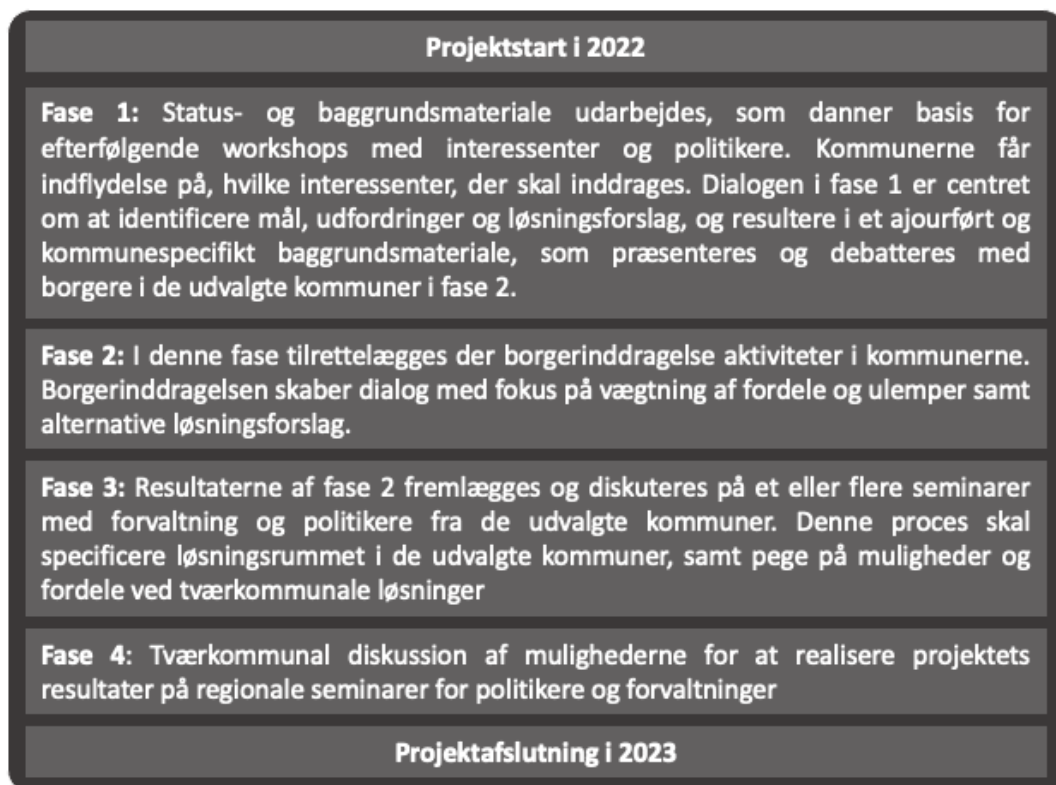 Projektstart i 2022
Fase 1: Status- og baggrundsmateriale udarbejdes, som danner basis for
efterfølgende workshops med interessenter og politikere. Kommunerne får
indflydelse på, hvilke interessenter, der skal inddrages. Dialogen i fase 1 er centret
om at identificere mål, udfordringer og løsningsforslag, og resultere i et ajourført og
kommunespecifikt baggrundsmateriale, som præsenteres og debatteres med
borgere i de udvalgte kommuner i fase 2.
Fase 2: I denne fase tilrettelægges der borgerinddragelse aktiviteter i kommunerne.
Borgerinddragelsen skaber dialog med fokus på vægtning af fordele og ulemper samt
alternative løsningsforslag.
Fase 3: Resultaterne af fase 2 fremlægges og diskuteres på et eller flere seminarer
med forvaltning og politikere fra de udvalgte kommuner. Denne proces skal
specificere løsningsrummet i de udvalgte kommuner, samt pege på muligheder og
fordele ved tværkommunale løsninger
Fase 4: Tværkommunal diskussion af mulighederne for at realisere projektets
resultater på regionale seminarer for politikere og forvaltninger
Projektafslutning i 2023